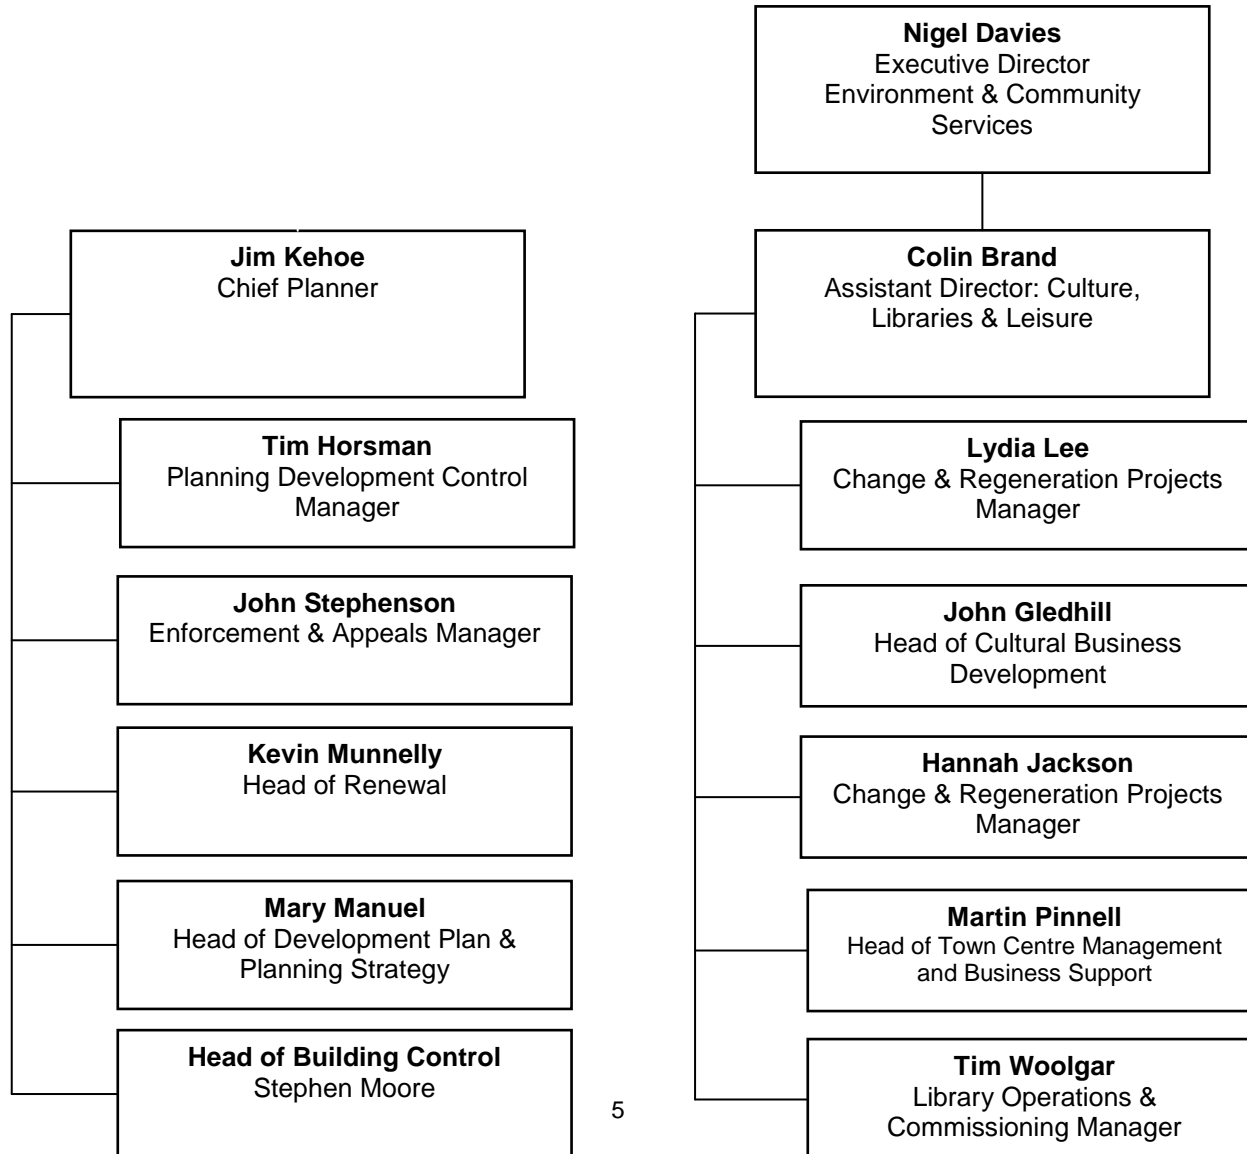 Nigel Davies
Executive Director
Environment & Community
Services
Jim Kehoe
Chief Planner
Colin Brand
Assistant Director: Culture,
Libraries & Leisure
Tim Horsman
Planning Development Control
Manager
John Stephenson
Enforcement & Appeals Manager
Kevin Munnelly
Head of Renewal
Mary Manuel
Head of Development Plan &
Planning Strategy
Head of Building Control
Stephen Moore
Lydia Lee
Change & Regeneration Projects
Manager
John Gledhill
Head of Cultural Business
Development
Hannah Jackson
Change & Regeneration Projects
Manager
Martin Pinnell
Head of Town Centre Management
and Business Support
Tim Woolgar
Library Operations &
Commissioning Manager
5